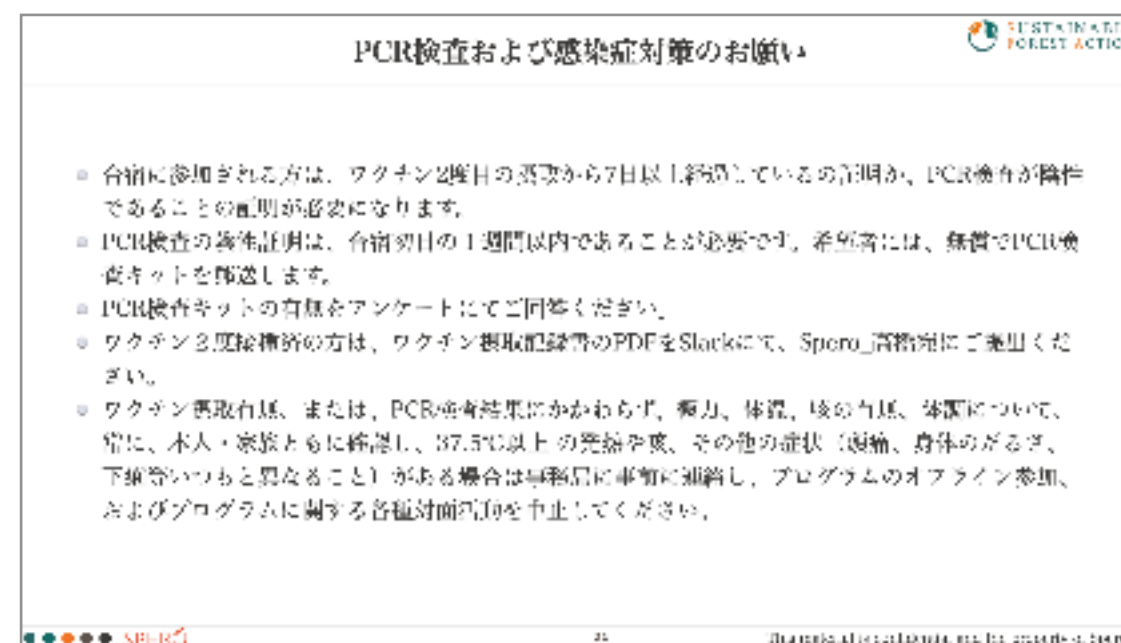 PCR検査および感染症対策のお願い
SUSTAINABLE
FOREST ACTION
合宿に参加される方は、ワクチン2度目の摂取から7日以上経過しているの証明か、PCR検査が陰性
であることの証明が必要になります。
PCR検査の陰性証明は、合宿初日の1週間以内であることが必要です。希望者には、無償でPCR検
査キットを郵送します。
PCR検査キットの有無をアンケートにてご回答ください。
ワクチン2度接種済の方は、ワクチン摂取記録書のPDFをSlackにて、Spero_高橋宛にご提出くだ
さい。
ワクチン摂取有無、または、PCR検査結果にかかわらず、極力、体温、咳の有無、体調について、
常に、本人・家族ともに確認し、37.5℃以上の発熱や咳、その他の症状（頭痛、身体のだるさ、
下痢等いつもと異なること）がある場合は事務局に事前に連絡し、プログラムのオフライン参加、
およびプログラムに関する各種対面活動を中止してください。
SPERO